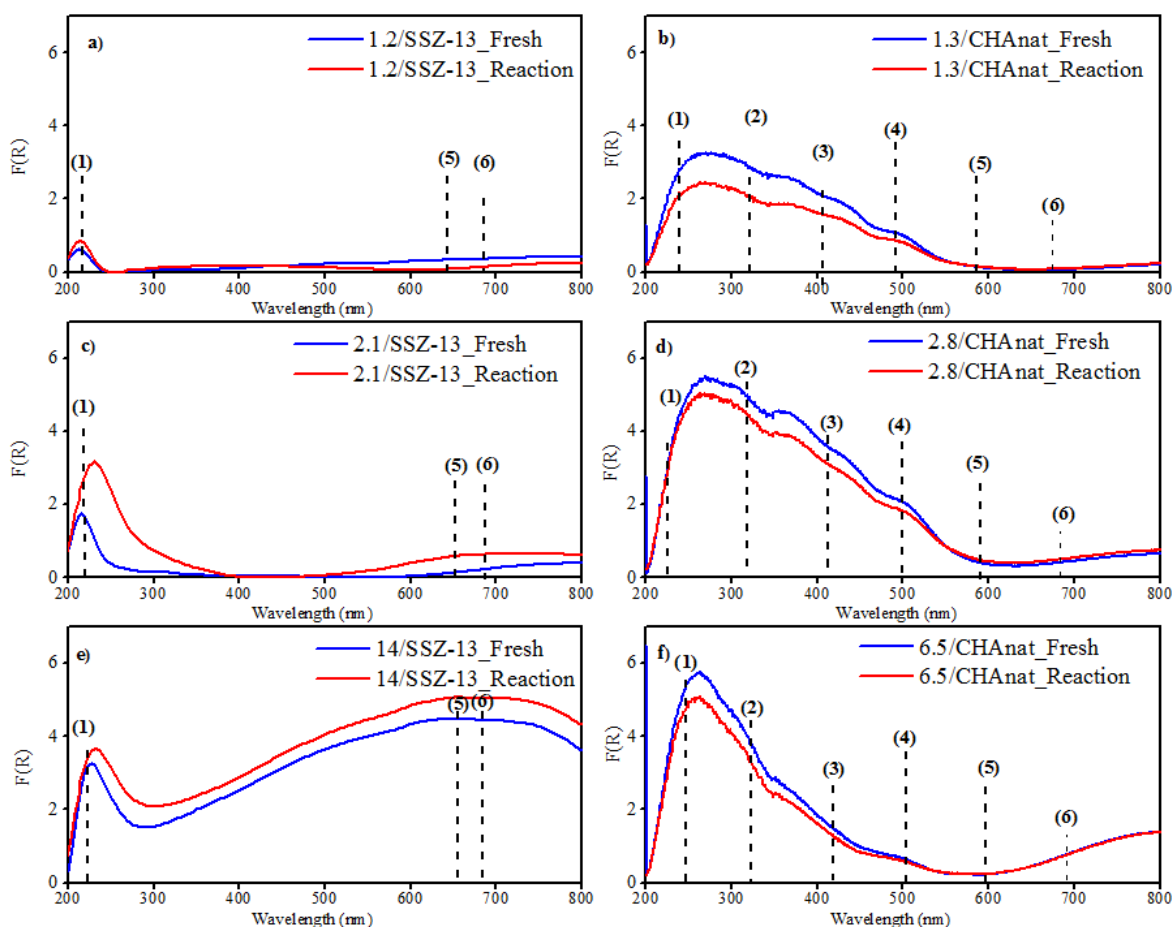 a)
1.2/SSZ-13_Fresh
1.2/SSZ-13_Reaction
F(R)
6
4
2
0
(1)
(5)
(6)
200 300 400 500 600 700 800
Wavelength (nm)
b)
1.3/CHAnat_Fresh
1.3/CHAnat_Reaction
F(R)
6
4
2
0
(1)
(2)
(3)
(4)
(5)
(6)
200 300 400 500 600 700 800
Wavelength (nm)
c)
2.1/SSZ-13_Fresh
2.1/SSZ-13_Reaction
F(R)
6
4
2
0
(1)
(5)
(6)
200 300 400 500 600 700 800
Wavelength (nm)
d)
2.8/CHAnat_Fresh
2.8/CHAnat_Reaction
F(R)
6
4
2
0
(1)
(2)
(3)
(4)
(5)
(6)
200 300 400 500 600 700 800
Wavelength (nm)
e)
14/SSZ-13_Fresh
14/SSZ-13_Reaction
F(R)
6
4
2
0
(1)
(5)
(6)
200 300 400 500 600 700 800
Wavelength (nm)
f)
6.5/CHAnat_Fresh
6.5/CHAnat_Reaction
F(R)
6
4
2
0
(1)
(2)
(3)
(4)
(5)
(6)
200 300 400 500 600 700 800
Wavelength (nm)